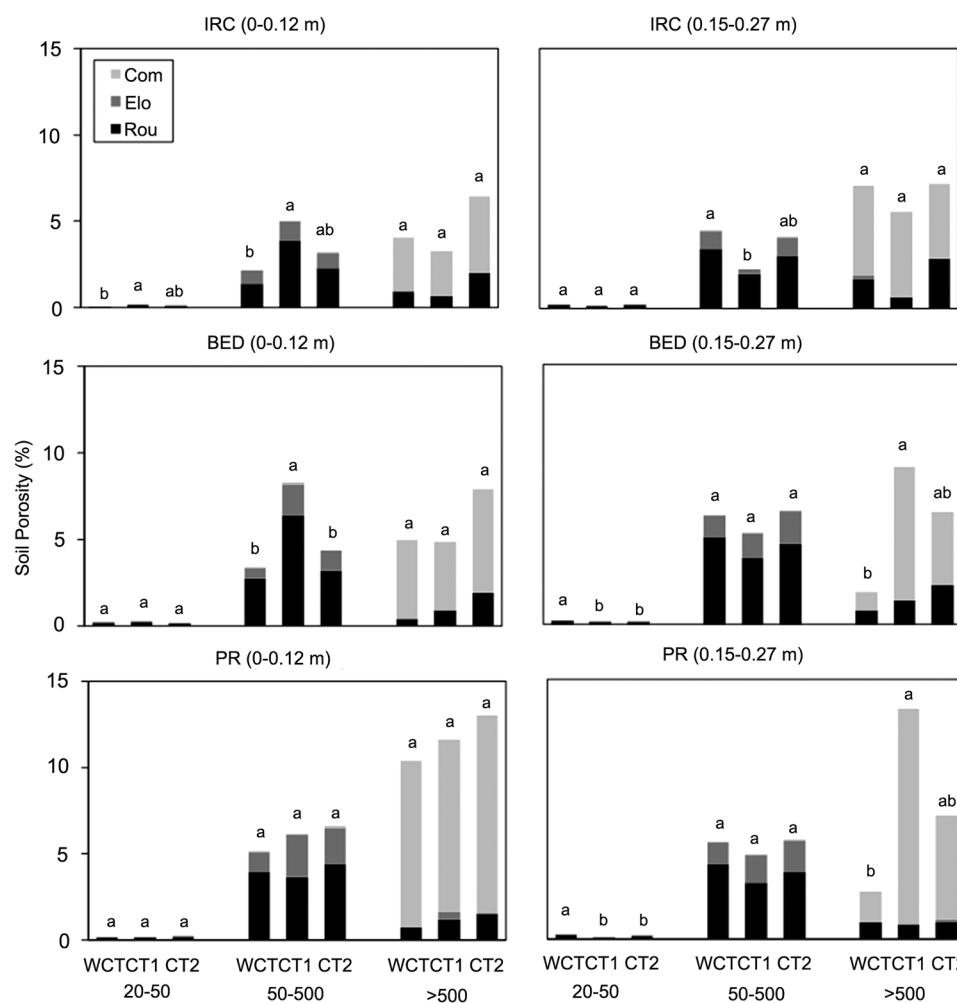 IRC (0-0.12 m)
IRC (0.15-0.27 m)
15
Com
Elo
Rou
10
5
0
b
a
ab
b
a
ab
a
a
a
a
a
a
a
b
ab
a
a
a
BED (0-0.12 m)
BED (0.15-0.27 m)
15
10
5
0
Soil Porosity (%)
a
a
a
b
a
b
a
a
a
a
b
b
a
a
a
b
a
ab
PR (0-0.12 m)
PR (0.15-0.27 m)
15
10
5
0
a
a
a
a
a
a
a
a
a
a
b
b
a
a
a
b
a
ab
WCTCT1 CT2 WCTCT1 CT2 WCTCT1 CT2
20-50 50-500 >500
WCTCT1 CT2 WCTCT1 CT2 WCTCT1 CT2
20-50 50-500 >500